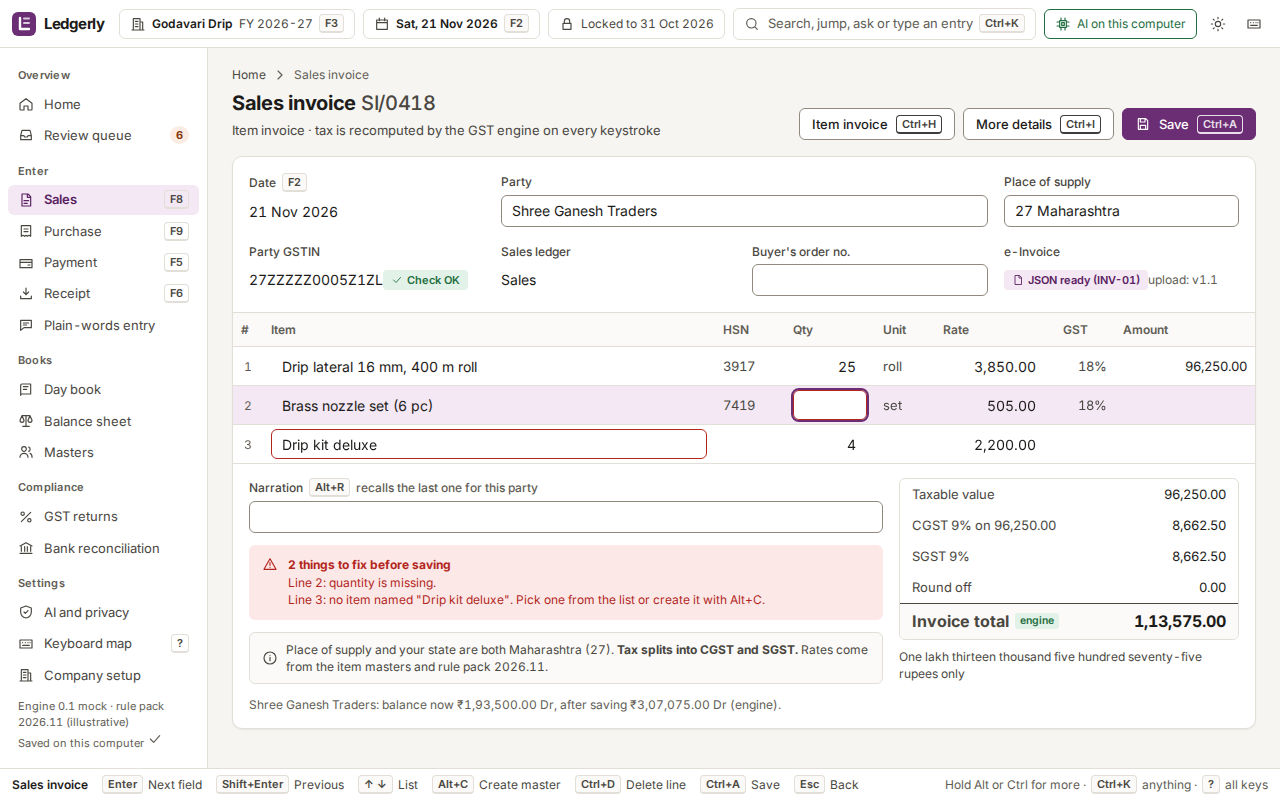 Ledgerly
Godavari Drip FY 2026-27 F3
Sat, 21 Nov 2026 F2
Locked to 31 Oct 2026
Search, jump, ask or type an entry Ctrl+K
AI on this computer
Overview
Home
Review queue 6
Enter
Sales F8
Purchase F9
Payment F5
Receipt F6
Plain-words entry
Books
Day book
Balance sheet
Masters
Compliance
GST returns
Bank reconciliation
Settings
AI and privacy
Keyboard map ?
Company setup
Engine 0.1 mock · rule pack
2026.11 (illustrative)
Saved on this computer
Home > Sales invoice
Sales invoice SI/0418
Item invoice · tax is recomputed by the GST engine on every keystroke
Item invoice Ctrl+H
More details Ctrl+I
Save Ctrl+A
Date F2
21 Nov 2026
Party
Shree Ganesh Traders
Place of supply
27 Maharashtra
Party GSTIN
27ZZZZZ0005Z1ZL Check OK
Sales ledger
Sales
Buyer's order no.
e-Invoice
JSON ready (INV-01) upload: v1.1
# Item HSN Qty Unit Rate GST Amount
1 Drip lateral 16 mm, 400 m roll 3917 25 roll 3,850.00 18% 96,250.00
2 Brass nozzle set (6 pc) 7419 set 505.00 18%
3 Drip kit deluxe 4 2,200.00
Narration Alt+R recalls the last one for this party
2 things to fix before saving
Line 2: quantity is missing.
Line 3: no item named "Drip kit deluxe". Pick one from the list or create it with Alt+C.
Place of supply and your state are both Maharashtra (27). Tax splits into CGST and SGST. Rates come
from the item masters and rule pack 2026.11.
Shree Ganesh Traders: balance now ₹1,93,500.00 Dr, after saving ₹3,07,075.00 Dr (engine).
Taxable value 96,250.00
CGST 9% on 96,250.00 8,662.50
SGST 9% 8,662.50
Round off 0.00
Invoice total engine 1,13,575.00
One lakh thirteen thousand five hundred seventy-five
rupees only
Sales invoice Enter Next field Shift+Enter Previous ↑ ↓ List Alt+C Create master Ctrl+D Delete line Ctrl+A Save Esc Back Hold Alt or Ctrl for more · Ctrl+K anything · ? all keys